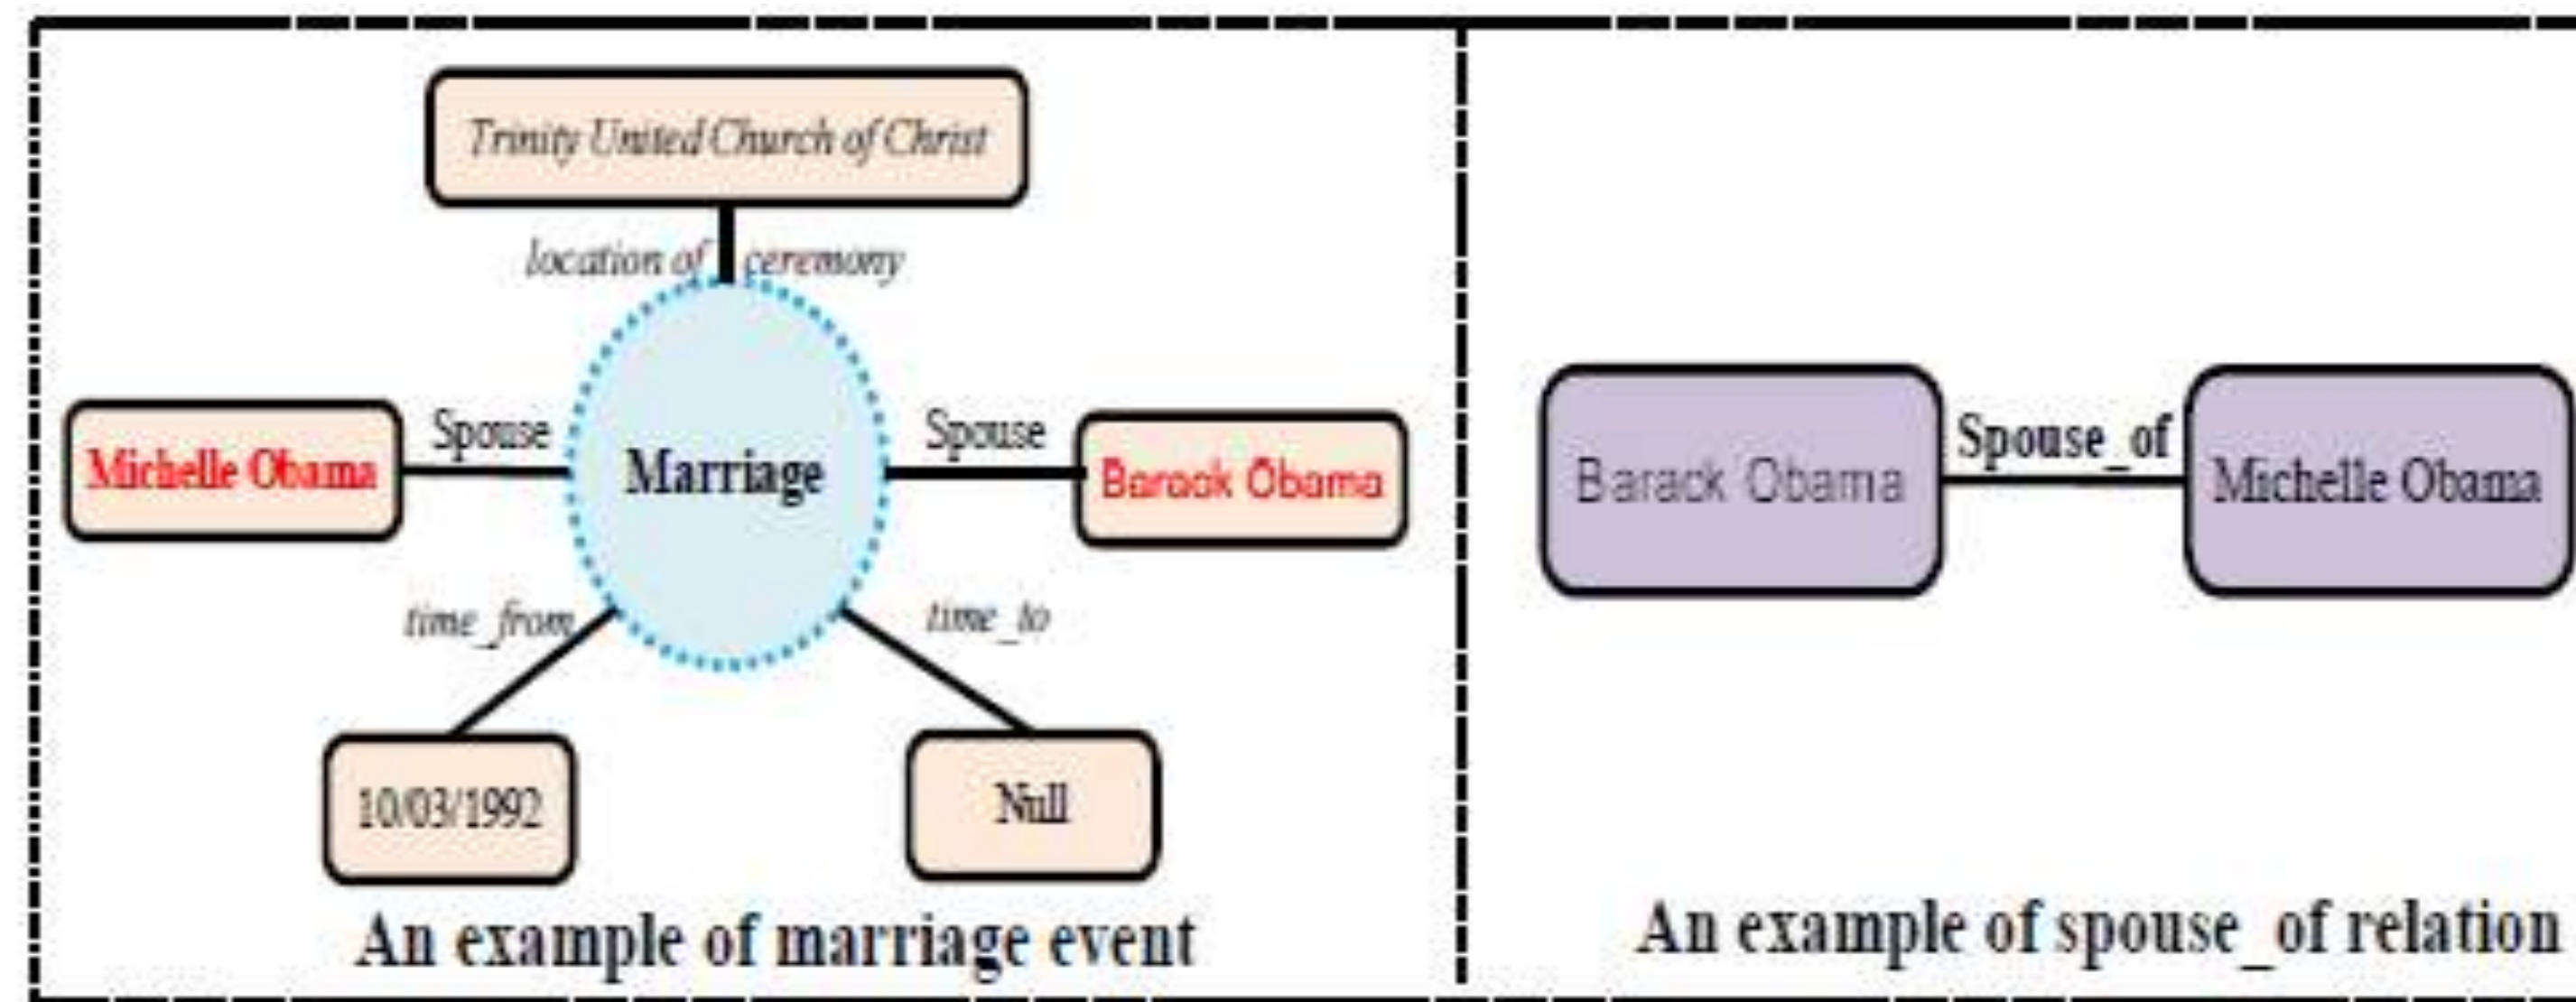 Trinity United Church of Christ
location of ceremony
Michelle Obama
Spouse
Marriage
Spouse
Barack Obama
time_from
time_to
10/03/1992
Null
An example of marriage event
Barack Obama
Spouse_of
Michelle Obama
An example of spouse_of relation